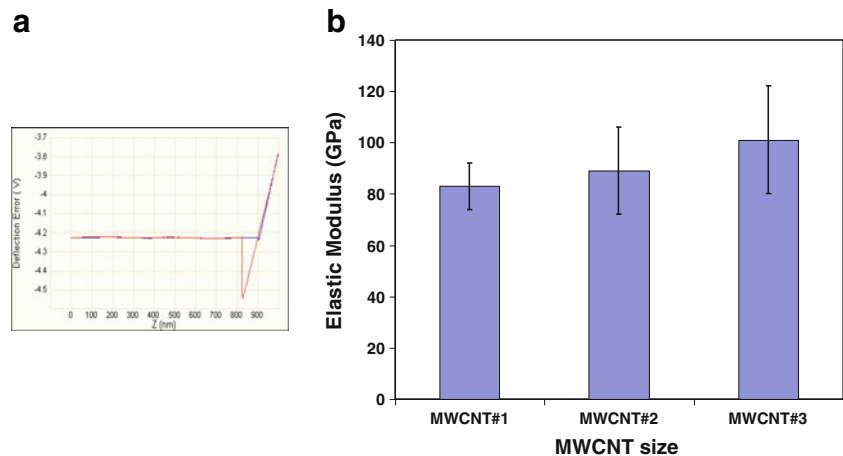 a
-3.7
-3.8
-3.9
-4
-4.1
-4.2
-4.3
-4.4
-4.5
Deflection Error ( V)
0 100 200 300 400 500 600 700 800 900
Z (nm)
b
140
120
100
80
60
40
20
0
Elastic Modulus (GPa)
MWCNT#1 MWCNT#2 MWCNT#3
MWCNT size